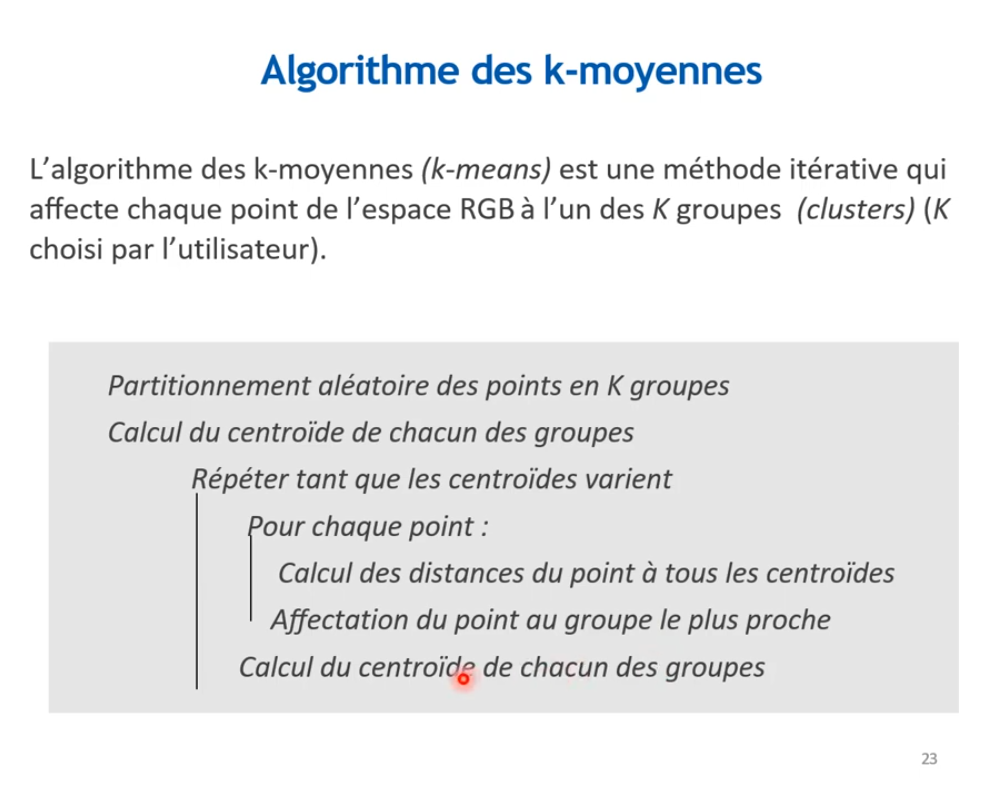 Algorithme des k-moyennes
L’algorithme des k-moyennes (k-means) est une méthode itérative qui
affecte chaque point de l’espace RGB à l’un des K groupes (clusters) (K
choisi par l’utilisateur).
Partitionnement aléatoire des points en K groupes
Calcul du centroïde de chacun des groupes
Répéter tant que les centroïdes varient
Pour chaque point :
Calcul des distances du point à tous les centroïdes
Affectation du point au groupe le plus proche
Calcul du centroïde de chacun des groupes
23